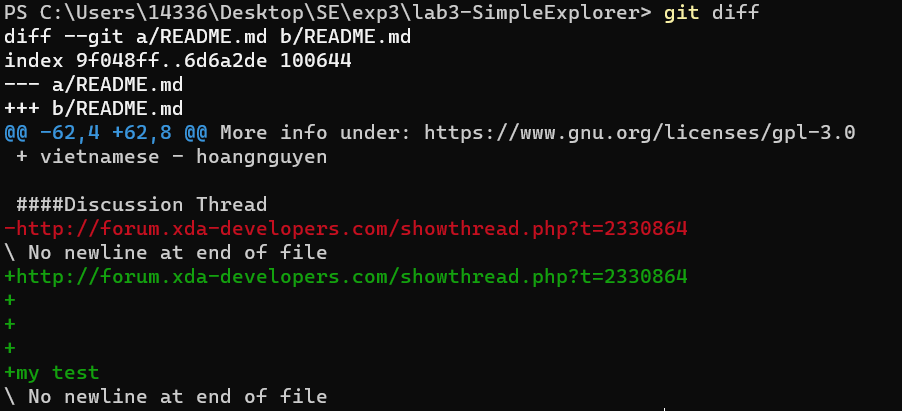 PS C:\Users\14336\Desktop\SE\exp3\lab3-SimpleExplorer> git diff
diff --git a/README.md b/README.md
index 9f048ff..6d6a2de 100644
--- a/README.md
+++ b/README.md
@@ -62,4 +62,8 @@ More info under: https://www.gnu.org/licenses/gpl-3.0
 + vietnamese - hoangnguyen

 ####Discussion Thread
-http://forum.xda-developers.com/showthread.php?t=2330864
\ No newline at end of file
+http://forum.xda-developers.com/showthread.php?t=2330864
+
+
+
+my test
\ No newline at end of file